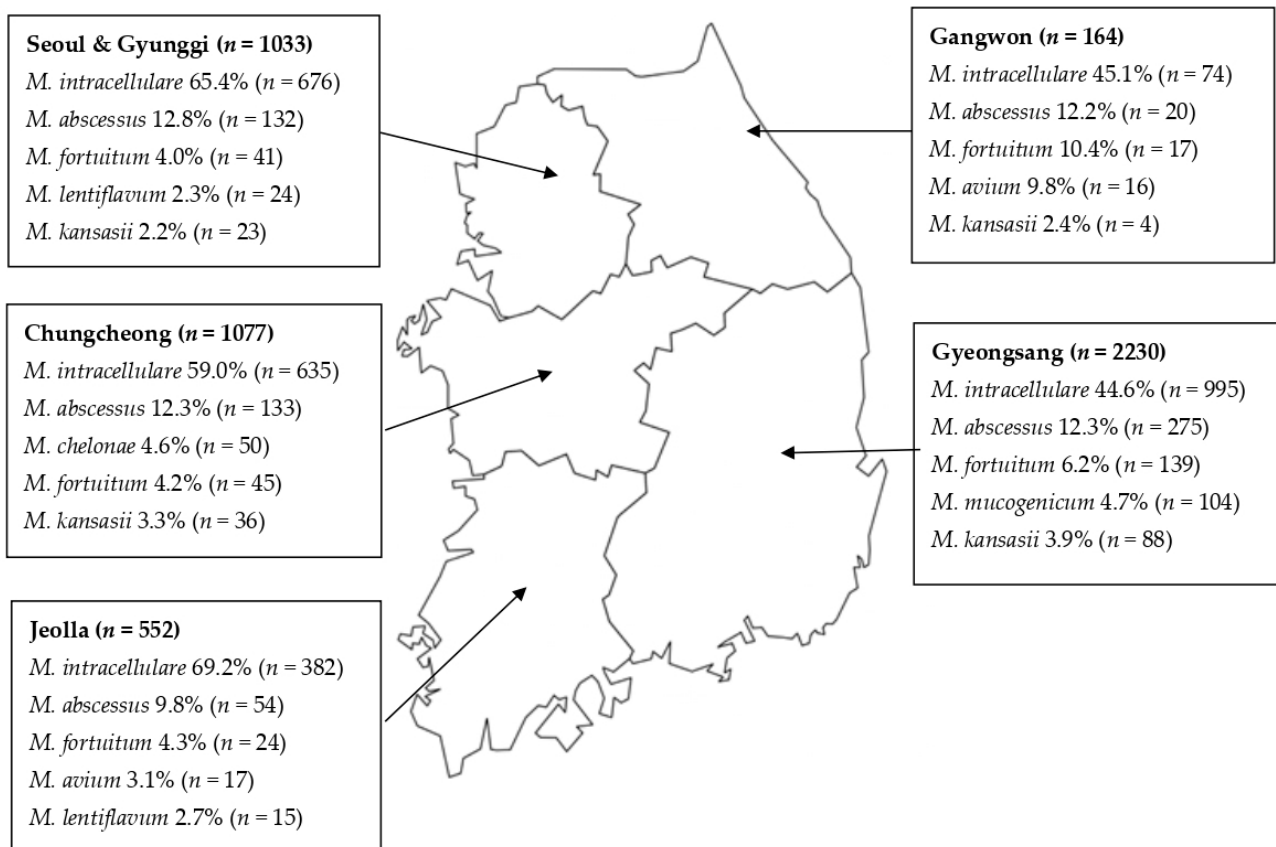 Seoul & Gyunggi (n = 1033)
M. intracellulare 65.4% (n = 676)
M. abscessus 12.8% (n = 132)
M. fortuitum 4.0% (n = 41)
M. lentiflavum 2.3% (n = 24)
M. kansasii 2.2% (n = 23)
Chungcheong (n = 1077)
M. intracellulare 59.0% (n = 635)
M. abscessus 12.3% (n = 133)
M. chelonae 4.6% (n = 50)
M. fortuitum 4.2% (n = 45)
M. kansasii 3.3% (n = 36)
Jeolla (n = 552)
M. intracellulare 69.2% (n = 382)
M. abscessus 9.8% (n = 54)
M. fortuitum 4.3% (n = 24)
M. avium 3.1% (n = 17)
M. lentiflavum 2.7% (n = 15)
Gangwon (n = 164)
M. intracellulare 45.1% (n = 74)
M. abscessus 12.2% (n = 20)
M. fortuitum 10.4% (n = 17)
M. avium 9.8% (n = 16)
M. kansasii 2.4% (n = 4)
Gyeongsang (n = 2230)
M. intracellulare 44.6% (n = 995)
M. abscessus 12.3% (n = 275)
M. fortuitum 6.2% (n = 139)
M. mucogenicum 4.7% (n = 104)
M. kansasii 3.9% (n = 88)